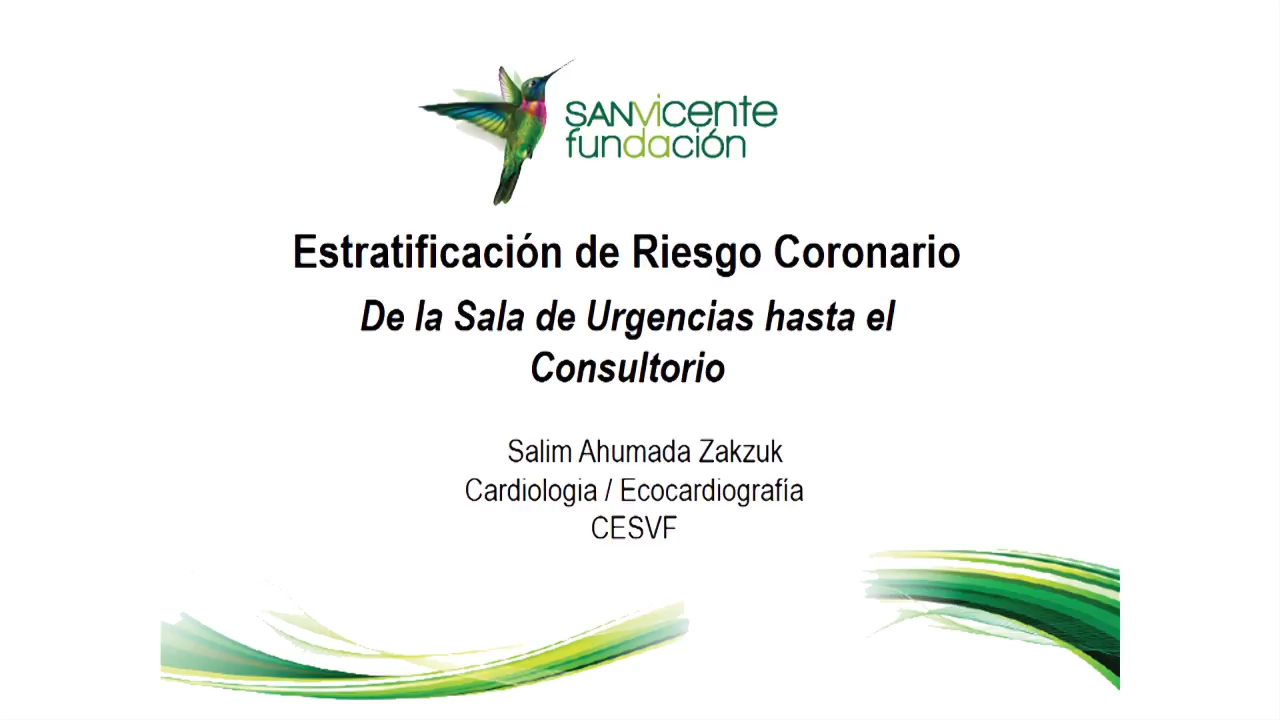 SANVICENTE
fundación
Estratificación de Riesgo Coronario
De la Sala de Urgencias hasta el
Consultorio
Salim Ahumada Zakzuk
Cardiologia / Ecocardiografía
CESVF